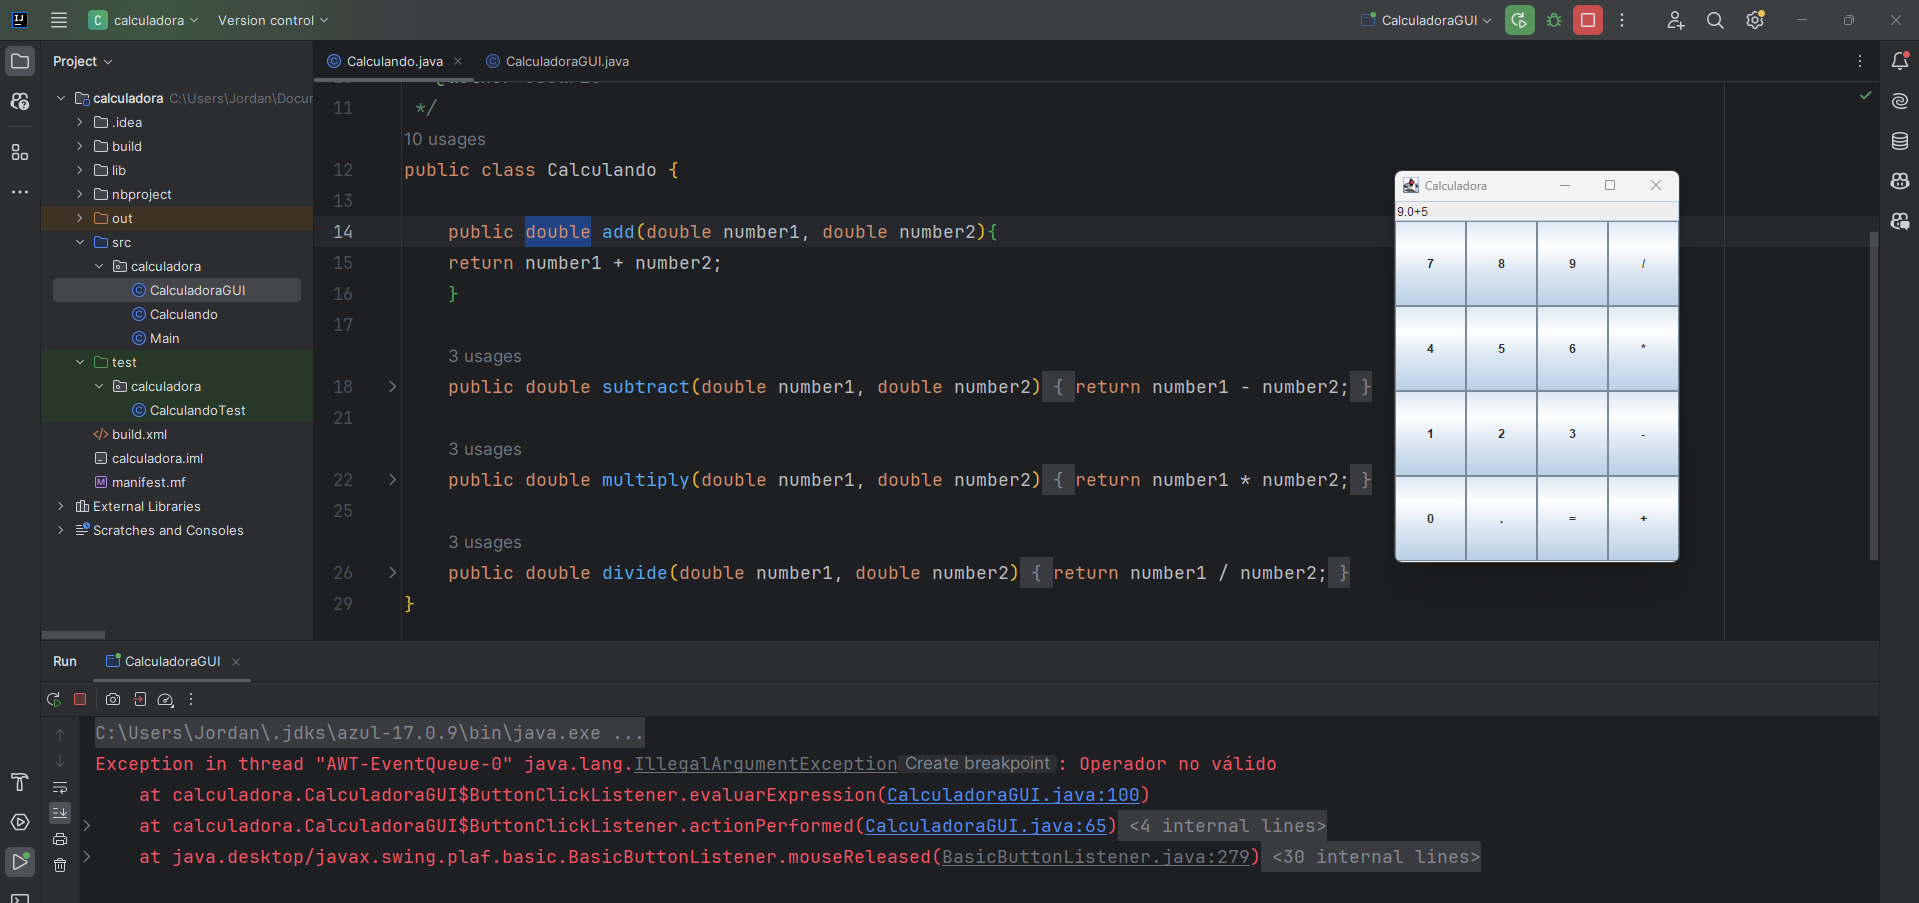 IJ
C calculadora Version control CalculadoraGUI
Project
Calculando.java CalculadoraGUI.java
calculadora C:\Users\Jordan\Docur
.idea
build
lib
nbproject
out
src
calculadora
CalculadoraGUI
Calculando
Main
test
calculadora
CalculandoTest
build.xml
calculadora.iml
manifest.mf
External Libraries
Scratches and Consoles
11 */
10 usages
12 public class Calculando {
13
14 public double add(double number1, double number2){
15 return number1 + number2;
16 }
17
3 usages
18 public double subtract(double number1, double number2) { return number1 - number2; }
21
3 usages
22 public double multiply(double number1, double number2) { return number1 * number2; }
25
3 usages
26 public double divide(double number1, double number2) { return number1 / number2; }
29 }
Calculadora
9.0+5
7 8 9 /
4 5 6 *
1 2 3 -
0 . = +
Run CalculadoraGUI
C:\Users\Jordan\.jdks\azul-17.0.9\bin\java.exe ...
Exception in thread "AWT-EventQueue-0" java.lang.IllegalArgumentException Create breakpoint : Operador no válido
at calculadora.CalculadoraGUI$ButtonClickListener.evaluarExpression(CalculadoraGUI.java:100)
at calculadora.CalculadoraGUI$ButtonClickListener.actionPerformed(CalculadoraGUI.java:65) <4 internal lines>
at java.desktop/javax.swing.plaf.basic.BasicButtonListener.mouseReleased(BasicButtonListener.java:279) <30 internal lines>